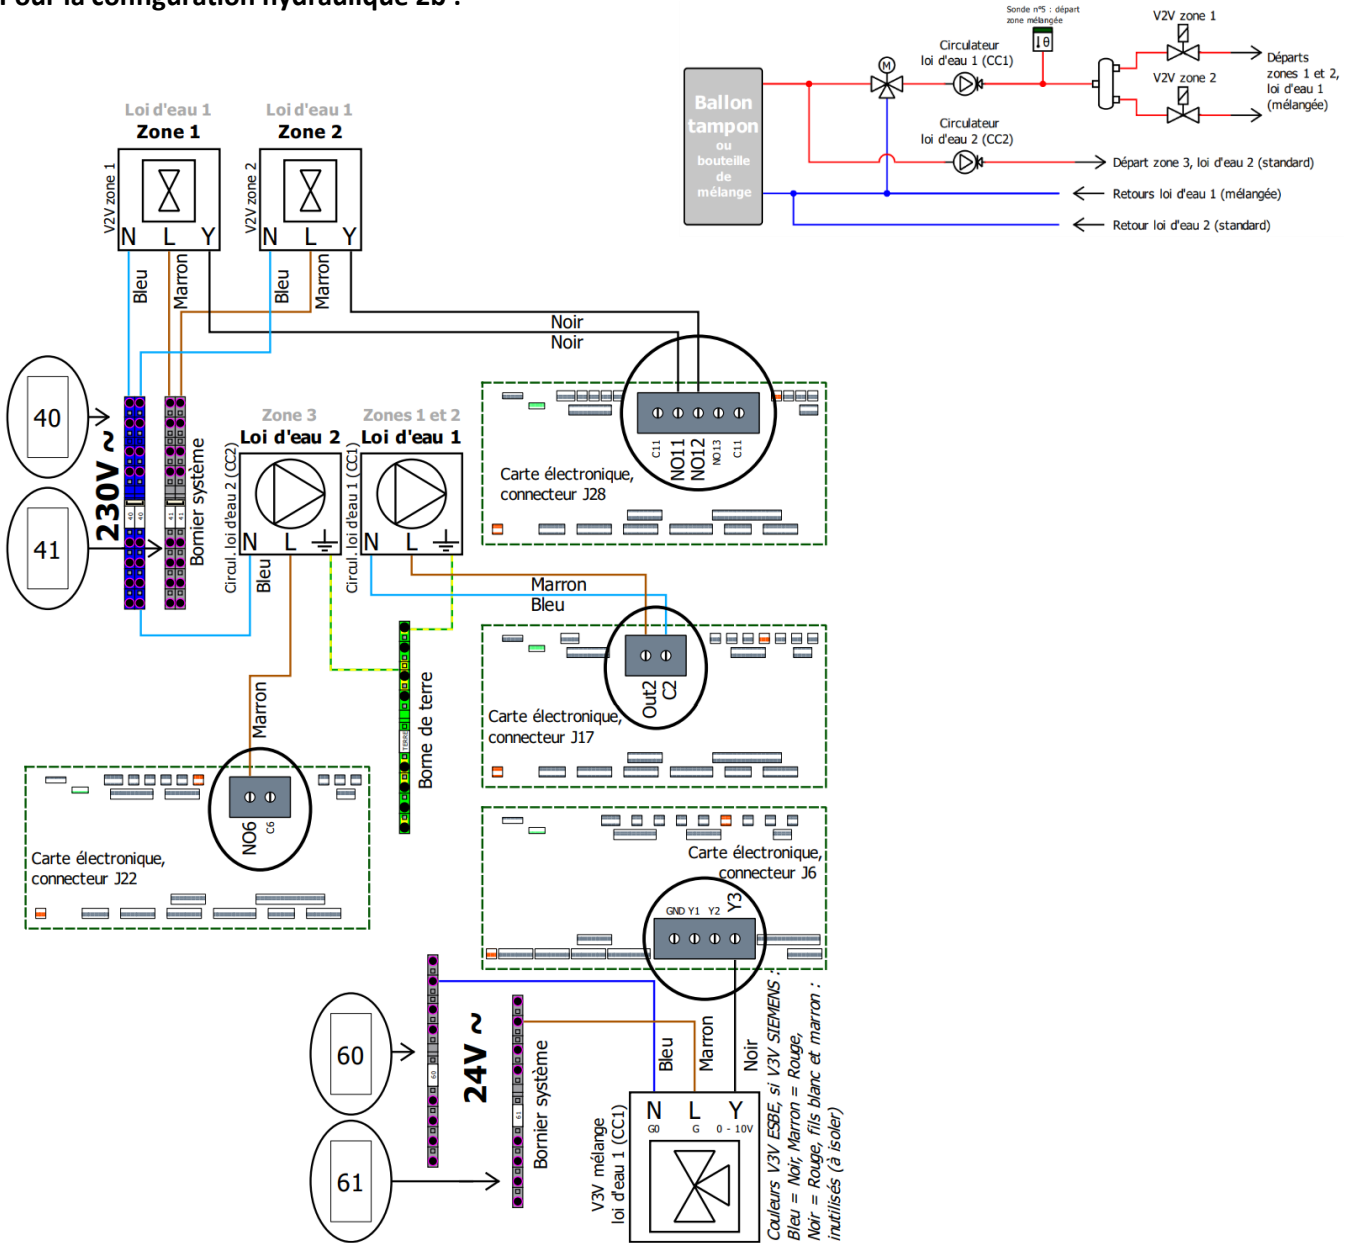 Pour la configuration hydraulique 2b :
Sonde n°5 : départ
zone mélangée
V2V zone 1
Circulateur
loi d'eau 1 (CC1)
M
Départs
zones 1 et 2,
loi d'eau 1
(mélangée)
V2V zone 2
Ballon
tampon
ou
bouteille
de
mélange
Circulateur
loi d'eau 2 (CC2)
Départ zone 3, loi d'eau 2 (standard)
Retours loi d'eau 1 (mélangée)
Retour loi d'eau 2 (standard)
Loi d'eau 1
Zone 1
Loi d'eau 1
Zone 2
V2V zone 1
N L Y
V2V zone 2
N L Y
Bleu
Marron
Bleu
Marron
Noir
Noir
40
41
230V ~
40 40
41 41
Bornier système
Zone 3
Loi d'eau 2
Zones 1 et 2
Loi d'eau 1
Circul. loi d'eau 2 (CC2)
N L
Circul. loi d'eau 1 (CC1)
N L
Bleu
Marron
Bleu
C11
NO11
NO12
NO13
C11
Carte électronique,
connecteur J28
Out2
C2
Carte électronique,
connecteur J17
Marron
TERRE
Borne de terre
NO6
C6
Carte électronique,
connecteur J22
Carte électronique,
connecteur J6
GND Y1 Y2 Y3
60
61
60
24V ~
61
Bornier système
Bleu
Marron
Noir
V3V mélange
loi d'eau 1 (CC1)
N L Y
G0 G 0 - 10V
Couleurs V3V ESBE, si V3V SIEMENS :
Bleu = Noir, Marron = Rouge,
Noir = Rouge, fils blanc et marron :
inutilisés (à isoler)